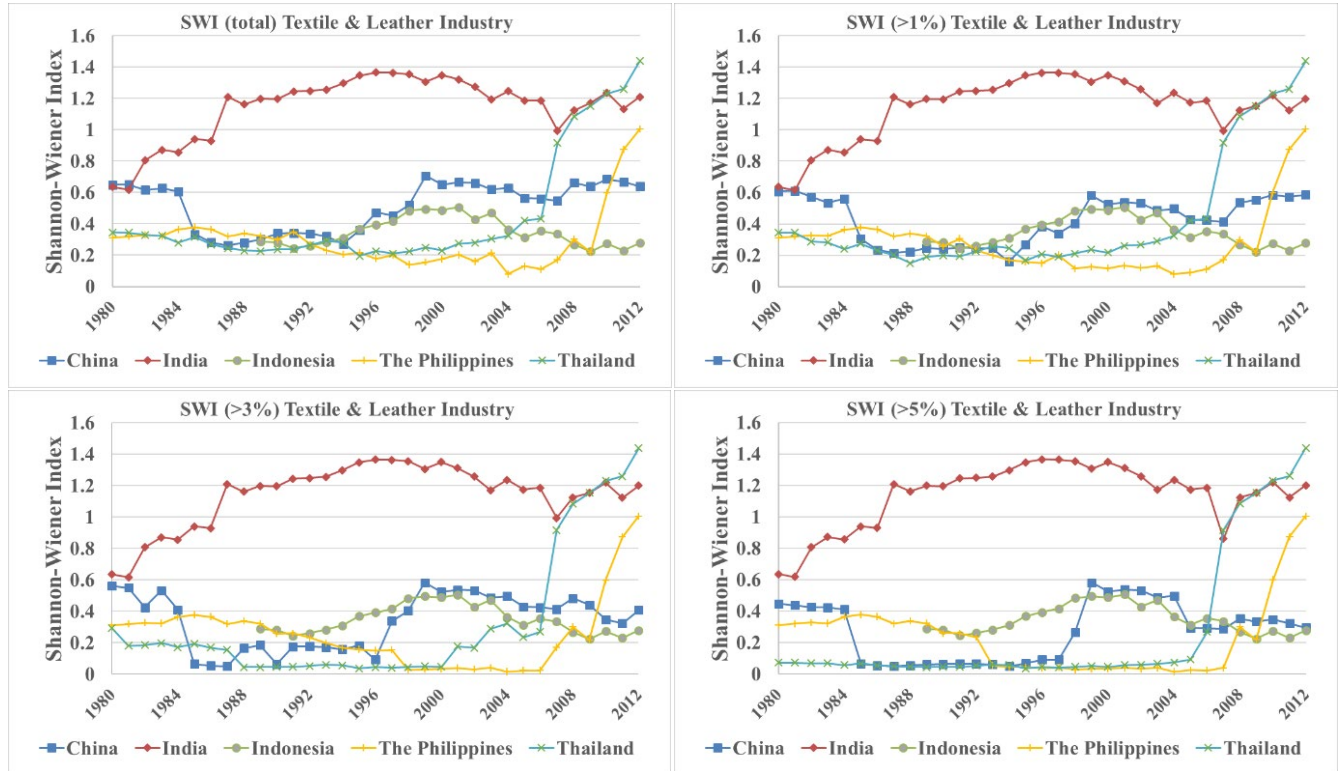 SWI (total) Textile & Leather Industry
Shannon-Wiener Index
1.6
1.4
1.2
1
0.8
0.6
0.4
0.2
0
1980 1984 1988 1992 1996 2000 2004 2008 2012
China India Indonesia The Philippines Thailand
SWI (>1%) Textile & Leather Industry
Shannon-Wiener Index
1.6
1.4
1.2
1
0.8
0.6
0.4
0.2
0
1980 1984 1988 1992 1996 2000 2004 2008 2012
China India Indonesia The Philippines Thailand
SWI (>3%) Textile & Leather Industry
Shannon-Wiener Index
1.6
1.4
1.2
1
0.8
0.6
0.4
0.2
0
1980 1984 1988 1992 1996 2000 2004 2008 2012
China India Indonesia The Philippines Thailand
SWI (>5%) Textile & Leather Industry
Shannon-Wiener Index
1.6
1.4
1.2
1
0.8
0.6
0.4
0.2
0
1980 1984 1988 1992 1996 2000 2004 2008 2012
China India Indonesia The Philippines Thailand